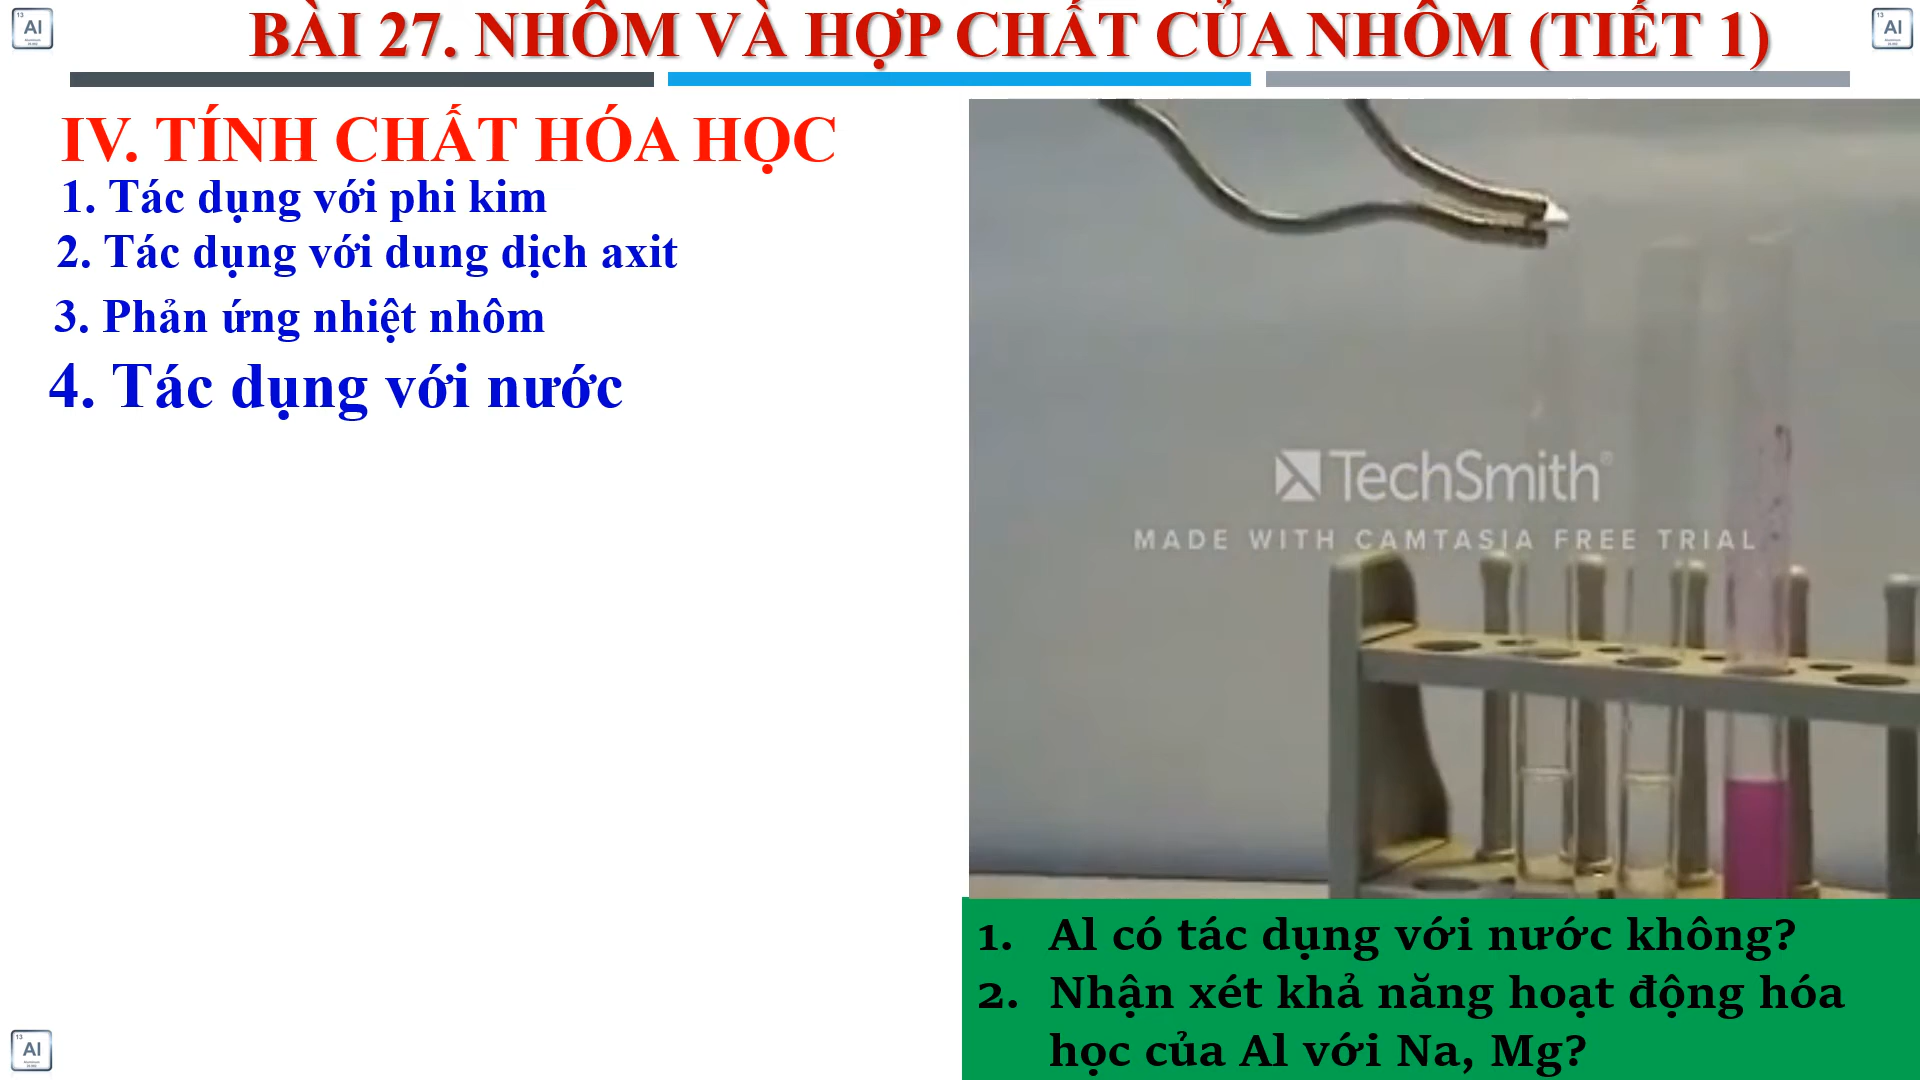 BÀI 27. NHÔM VÀ HỢP CHẤT CỦA NHÔM (TIẾT 1)
13
Al
13
Al
IV. TÍNH CHẤT HÓA HỌC
1. Tác dụng với phi kim
2. Tác dụng với dung dịch axit
3. Phản ứng nhiệt nhôm
4. Tác dụng với nước
TechSmith®
MADE WITH CAMTASIA FREE TRIAL
1. Al có tác dụng với nước không?
2. Nhận xét khả năng hoạt động hóa
học của Al với Na, Mg?
13
Al